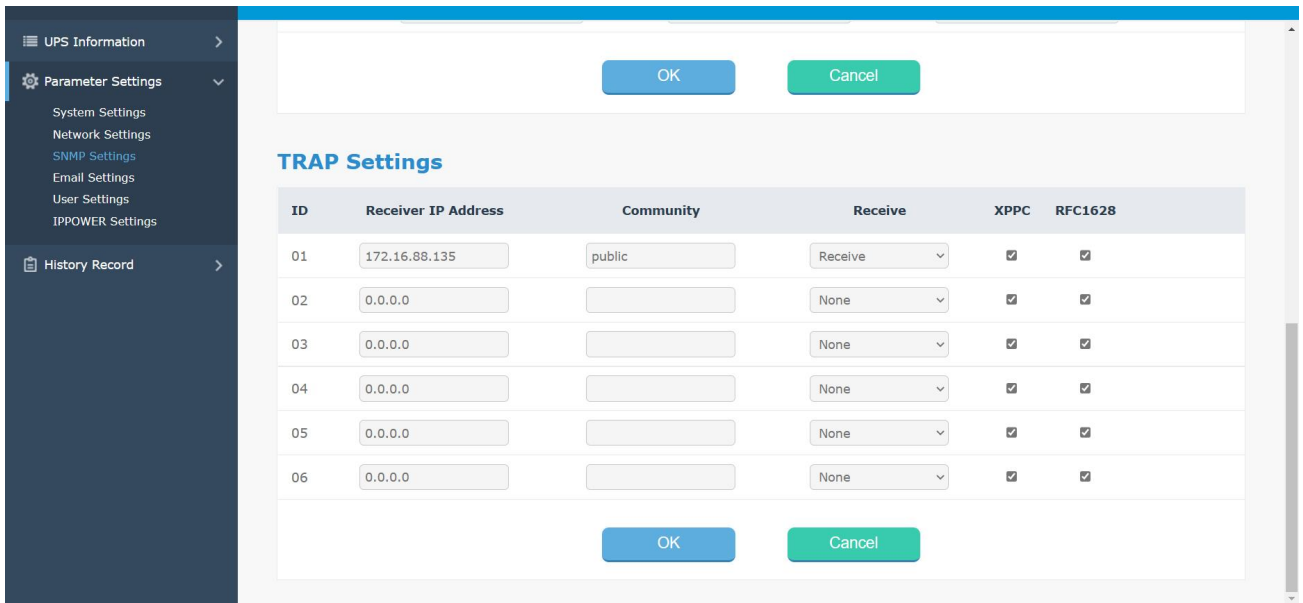 UPS Information
Parameter Settings
System Settings
Network Settings
SNMP Settings
Email Settings
User Settings
IPPOWER Settings
History Record
OK Cancel
TRAP Settings
ID Receiver IP Address Community Receive XPPC RFC1628
01 172.16.88.135 public Receive
02 0.0.0.0 None
03 0.0.0.0 None
04 0.0.0.0 None
05 0.0.0.0 None
06 0.0.0.0 None
OK Cancel